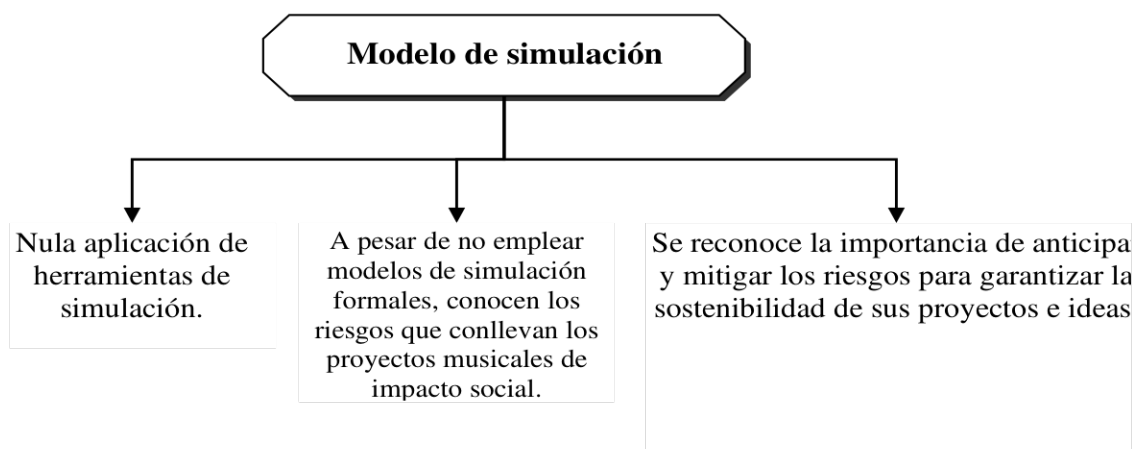 Modelo de simulación
Nula aplicación de
herramientas de
simulación.
A pesar de no emplear
modelos de simulación
formales, conocen los
riesgos que conllevan los
proyectos musicales de
impacto social.
Se reconoce la importancia de anticipar
y mitigar los riesgos para garantizar la
sostenibilidad de sus proyectos e ideas